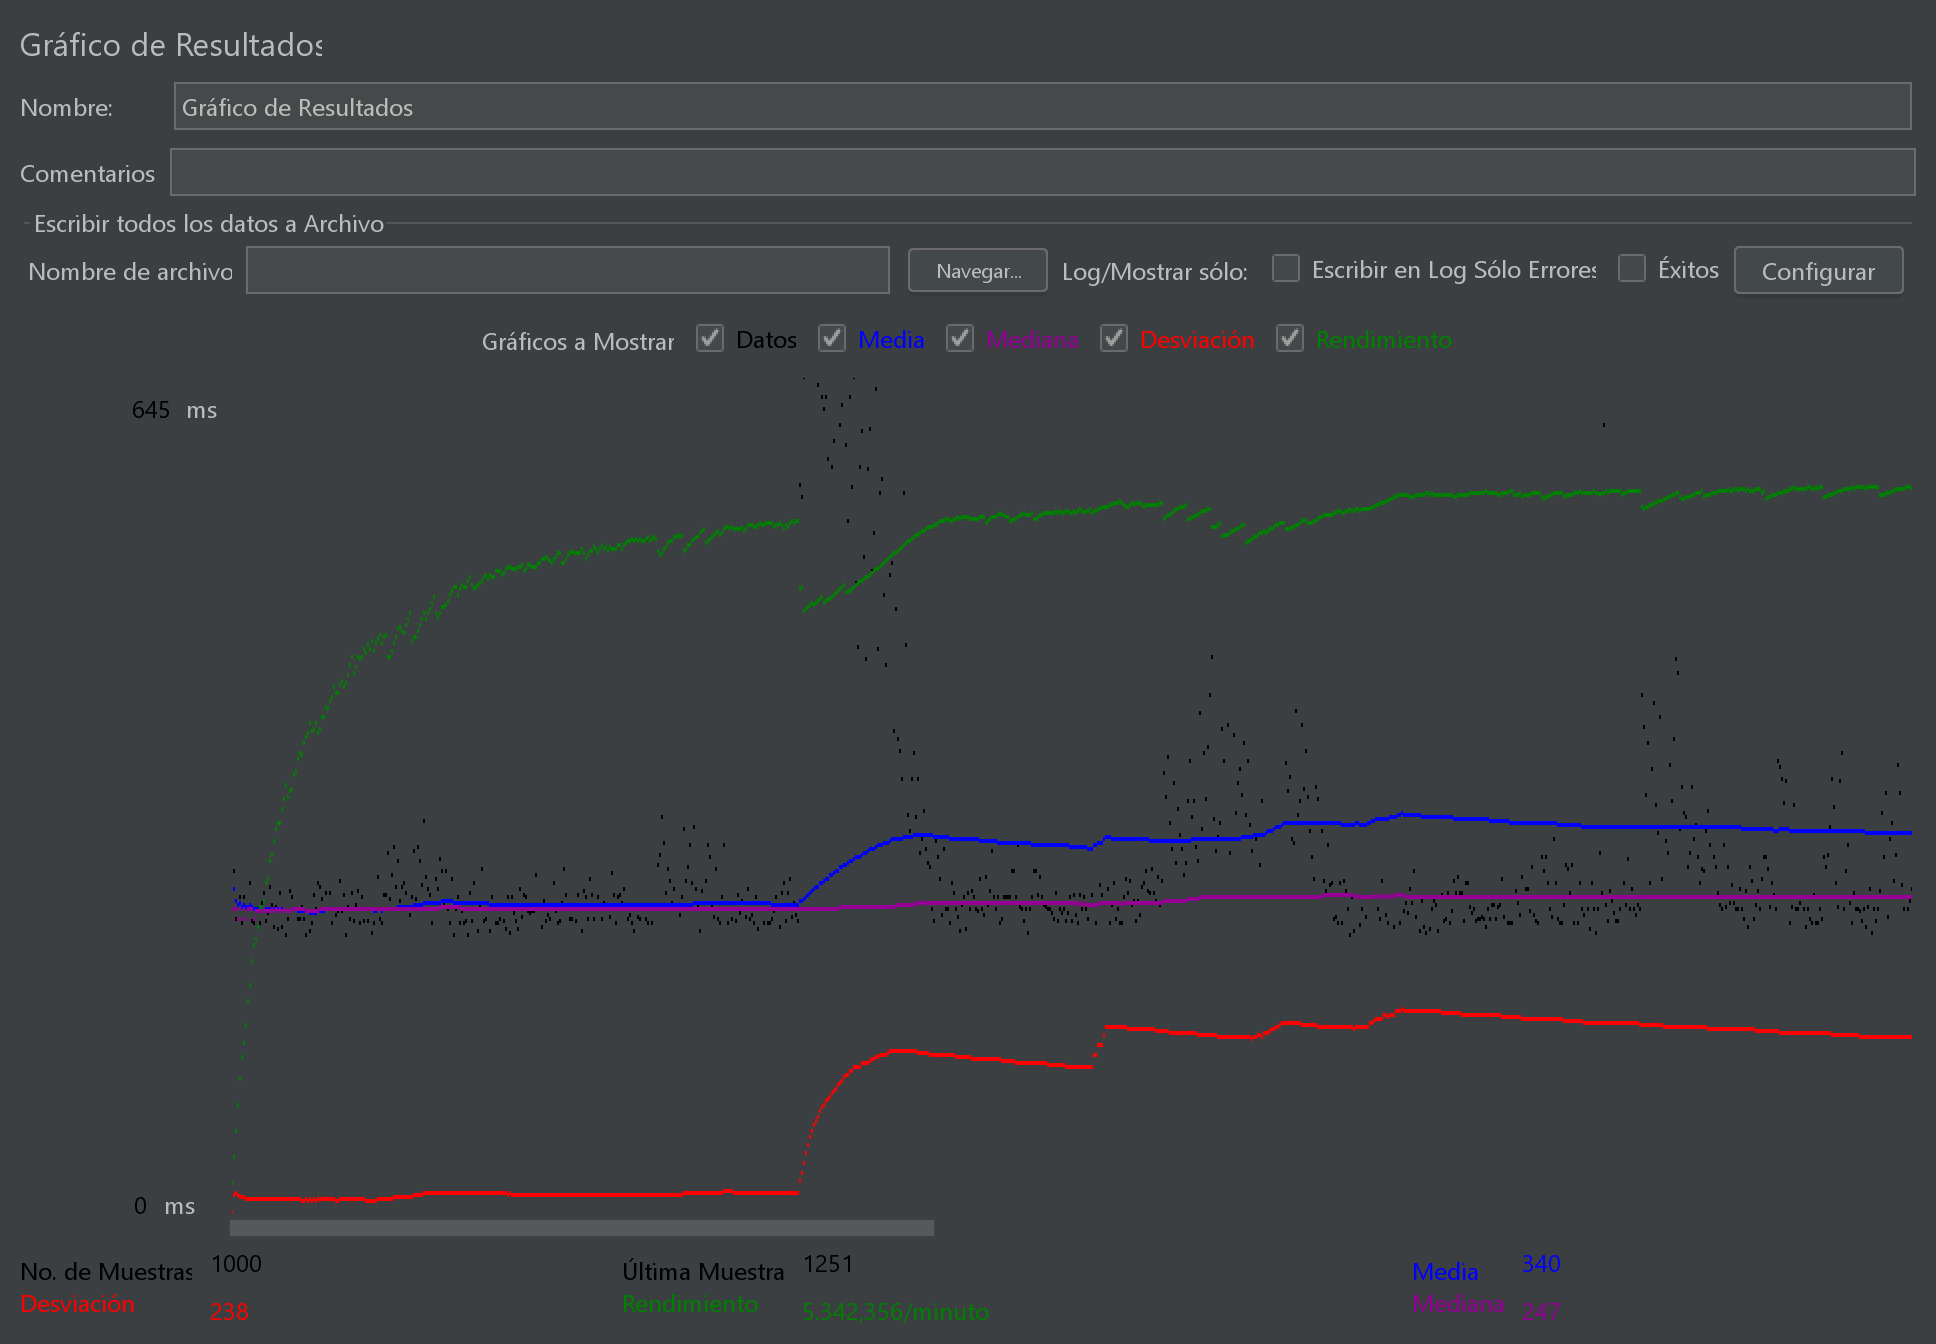 Gráfico de Resultados
Nombre: Gráfico de Resultados
Comentarios
Escribir todos los datos a Archivo
Nombre de archivo Navegar... Log/Mostrar sólo: Escribir en Log Sólo Errores Éxitos Configurar
Gráficos a Mostrar Datos Media Mediana Desviación Rendimiento
645 ms
0 ms
No. de Muestras 1000 Última Muestra 1251 Media 340
Desviación 238 Rendimiento 5.342,356/minuto Mediana 247